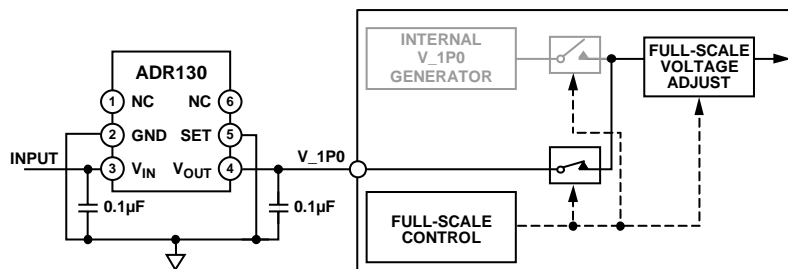 INTERNAL
V_1P0
GENERATOR
FULL-SCALE
VOLTAGE
ADJUST
ADR130
1 NC NC 6
2 GND SET 5
INPUT
3 VIN VOUT 4
V_1P0
0.1µF 0.1µF
FULL-SCALE
CONTROL